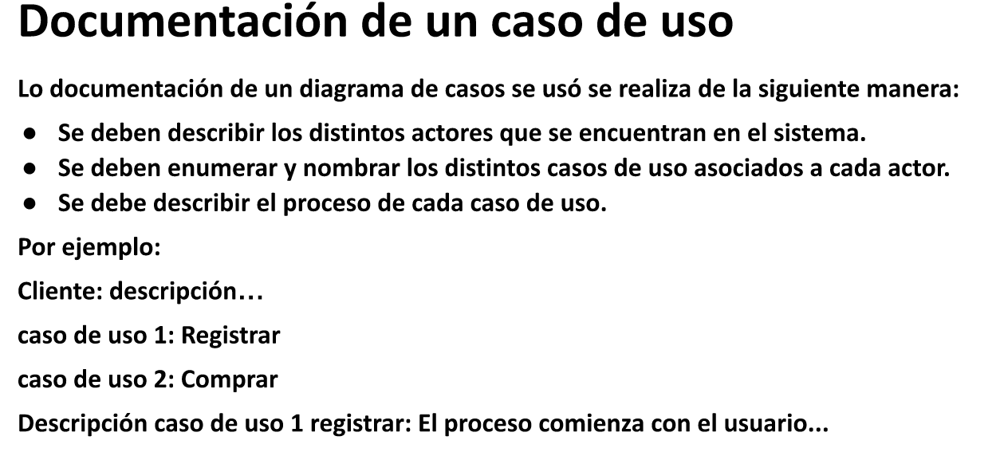 Documentación de un caso de uso
Lo documentación de un diagrama de casos se usó se realiza de la siguiente manera:
● Se deben describir los distintos actores que se encuentran en el sistema.
● Se deben enumerar y nombrar los distintos casos de uso asociados a cada actor.
● Se debe describir el proceso de cada caso de uso.
Por ejemplo:
Cliente: descripción…
caso de uso 1: Registrar
caso de uso 2: Comprar
Descripción caso de uso 1 registrar: El proceso comienza con el usuario...